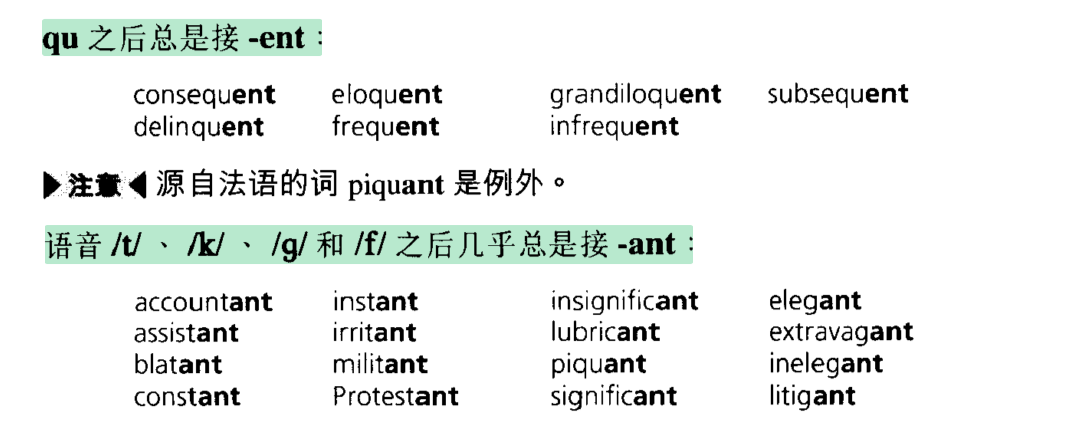 qu 之后总是接 -ent：
consequent eloquent grandiloquent subsequent
delinquent frequent infrequent
▶注意◀ 源自法语的词 piquant 是例外。
语音 /t/、/k/、/g/ 和 /f/ 之后几乎总是接 -ant：
accountant instant insignificant elegant
assistant irritant lubricant extravagant
blatant militant piquant inelegant
constant Protestant significant litigant